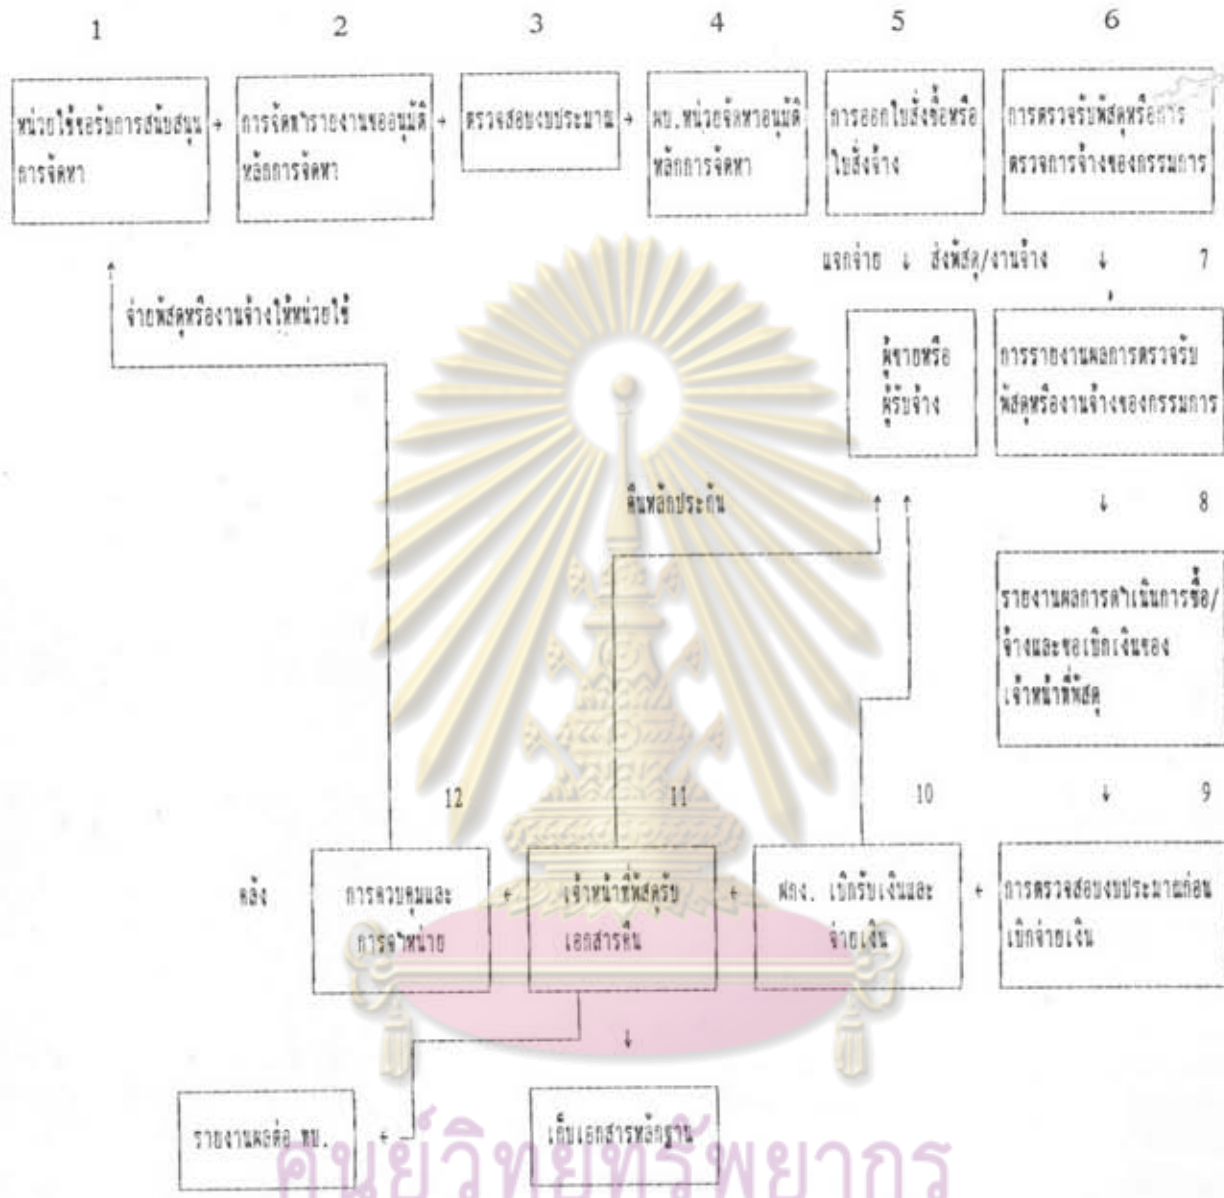 1 2 3 4 5 6
หน่วยใช้ขอรับการสนับสนุน
การจัดหา
→
การจัดทำรายงานขออนุมัติ
หลักการจัดหา
→
ตรวจสอบงบประมาณ
→
ผบ.หน่วยจัดหาอนุมัติ
หลักการจัดหา
การออกใบสั่งซื้อหรือ
ใบสั่งจ้าง
การตรวจรับพัสดุหรือการ
ตรวจการจ้างของกรรมการ
แจกจ่าย ↓ ส่งพัสดุ/งานจ้าง ↓ 7
จ่ายพัสดุหรืองานจ้างให้หน่วยใช้
ผู้ขายหรือ
ผู้รับจ้าง
การรายงานผลการตรวจรับ
พัสดุหรืองานจ้างของกรรมการ
คืนหลักประกัน
↓ 8
รายงานผลการดำเนินการซื้อ/
จ้างและขอเบิกเงินของ
เจ้าหน้าที่พัสดุ
12 11 10 ↓ 9
คลัง
การควบคุมและ
การจำหน่าย
←
เจ้าหน้าที่พัสดุรับ
เอกสารคืน
←
ฝกง. เบิกรับเงินและ
จ่ายเงิน
←
การตรวจสอบงบประมาณก่อน
เบิกจ่ายเงิน
↓
รายงานผลต่อ ทบ.
←
เก็บเอกสารหลักฐาน
ศูนย์วิทยทรัพยากร